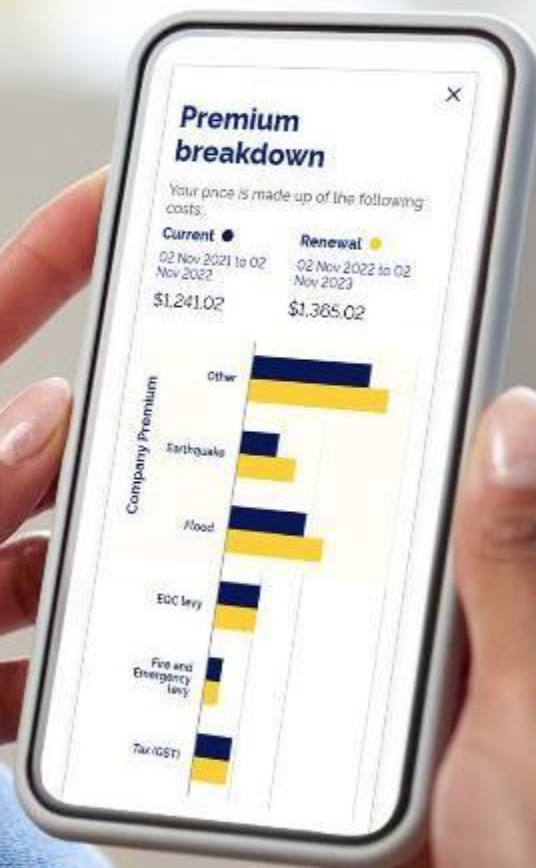 ×
Premium
breakdown
Your price is made up of the following
costs:
Current
02 Nov 2021 to 02
Nov 2022
$1,241.02
Renewal
02 Nov 2022 to 02
Nov 2023
$1,385.02
Company Premium
Other
Earthquake
Flood
EQC levy
Fire and
Emergency
levy
Tax (GST)